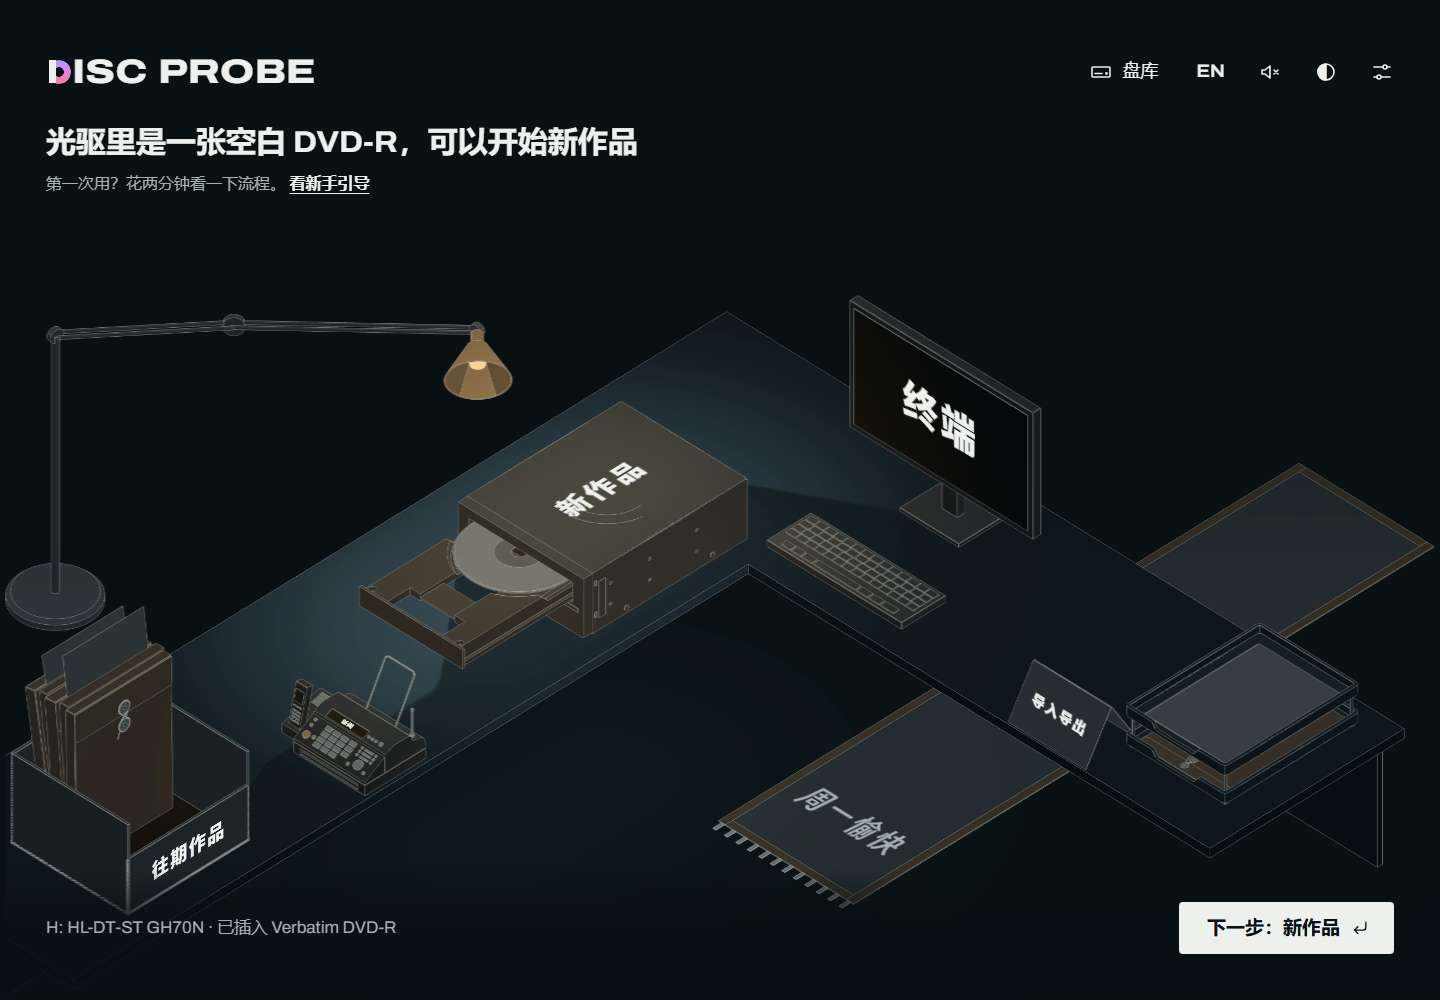 DISC PROBE
盘库
EN
光驱里是一张空白 DVD-R，可以开始新作品
第一次用？花两分钟看一下流程。 看新手引导
终端
新作品
导入导出
周一愉快
往期作品
H: HL-DT-ST GH70N · 已插入 Verbatim DVD-R
下一步：新作品